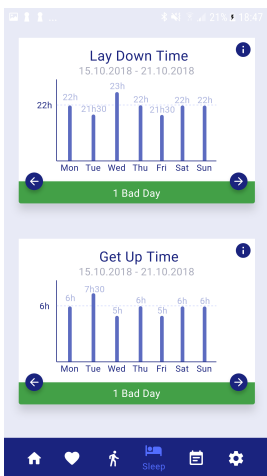 21% 18:47
Lay Down Time
15.10.2018 - 21.10.2018
22h
22h 21h30 23h 22h 21h30 22h 22h
Mon Tue Wed Thu Fri Sat Sun
1 Bad Day
Get Up Time
15.10.2018 - 21.10.2018
6h
6h 7h30 5h 6h 5h 6h 6h
Mon Tue Wed Thu Fri Sat Sun
1 Bad Day
Sleep